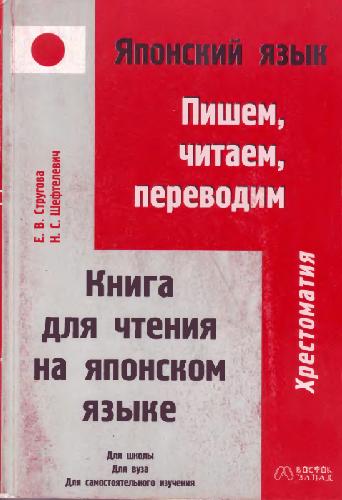 Японский язык
Пишем,
читаем,
переводим
Е. В. Стругова
Н. С. Шефтелевич
Книга
для чтения
на японском
языке
Хрестоматия
Для школы
Для вуза
Для самостоятельного изучения
ВОСТОК
ЗАПАД